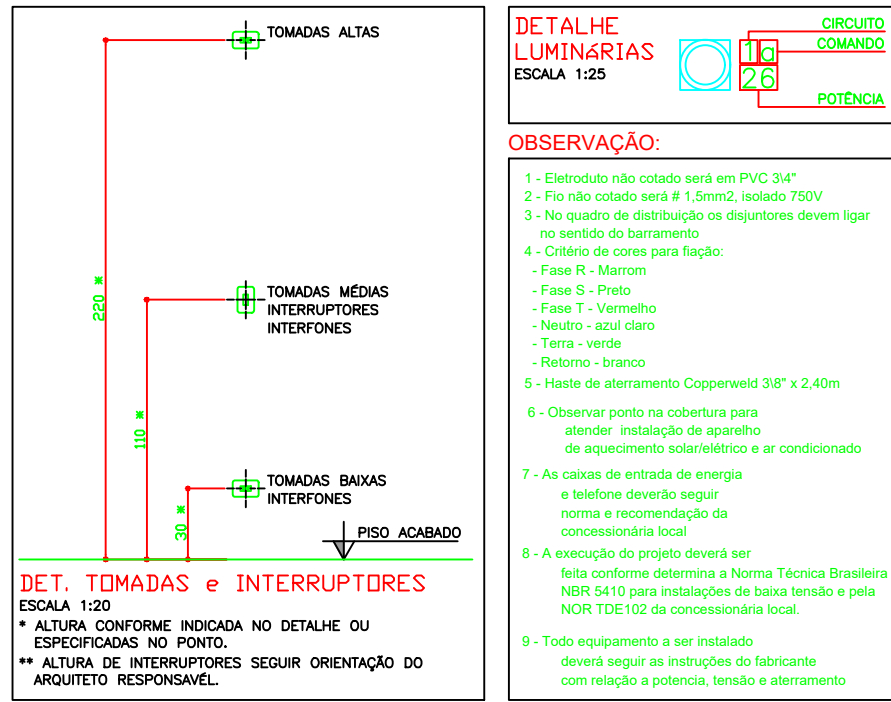 TOMADAS ALTAS
220 *
TOMADAS MÉDIAS
INTERRUPTORES
INTERFONES
110 *
TOMADAS BAIXAS
INTERFONES
30 *
PISO ACABADO
DET. TOMADAS e INTERRUPTORES
ESCALA 1:20
* ALTURA CONFORME INDICADA NO DETALHE OU
ESPECIFICADAS NO PONTO.
** ALTURA DE INTERRUPTORES SEGUIR ORIENTAÇÃO DO
ARQUITETO RESPONSAVÉL.
DETALHE
LUMINÁRIAS
ESCALA 1:25
1a
26
CIRCUITO
COMANDO
POTÊNCIA
OBSERVAÇÃO:
1 - Eletroduto não cotado será em PVC 3\4"
2 - Fio não cotado será # 1,5mm2, isolado 750V
3 - No quadro de distribuição os disjuntores devem ligar
no sentido do barramento
4 - Critério de cores para fiação:
- Fase R - Marrom
- Fase S - Preto
- Fase T - Vermelho
- Neutro - azul claro
- Terra - verde
- Retorno - branco
5 - Haste de aterramento Copperweld 3\8" x 2,40m
6 - Observar ponto na cobertura para
atender instalação de aparelho
de aquecimento solar/elétrico e ar condicionado
7 - As caixas de entrada de energia
e telefone deverão seguir
norma e recomendação da
concessionária local
8 - A execução do projeto deverá ser
feita conforme determina a Norma Técnica Brasileira
NBR 5410 para instalações de baixa tensão e pela
NOR TDE102 da concessionária local.
9 - Todo equipamento a ser instalado
deverá seguir as instruções do fabricante
com relação a potencia, tensão e aterramento